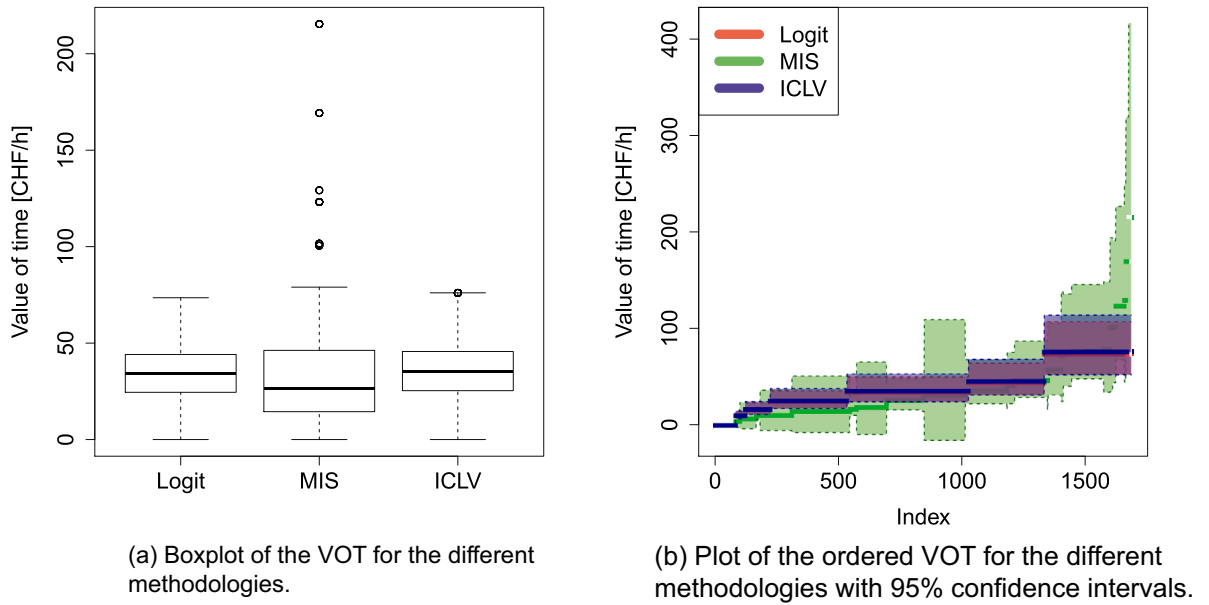 Value of time [CHF/h]
200
150
100
50
0
Logit MIS ICLV
(a) Boxplot of the VOT for the different
methodologies.
Logit
MIS
ICLV
Value of time [CHF/h]
400
300
200
100
0
0 500 1000 1500
Index
(b) Plot of the ordered VOT for the different
methodologies with 95% confidence intervals.